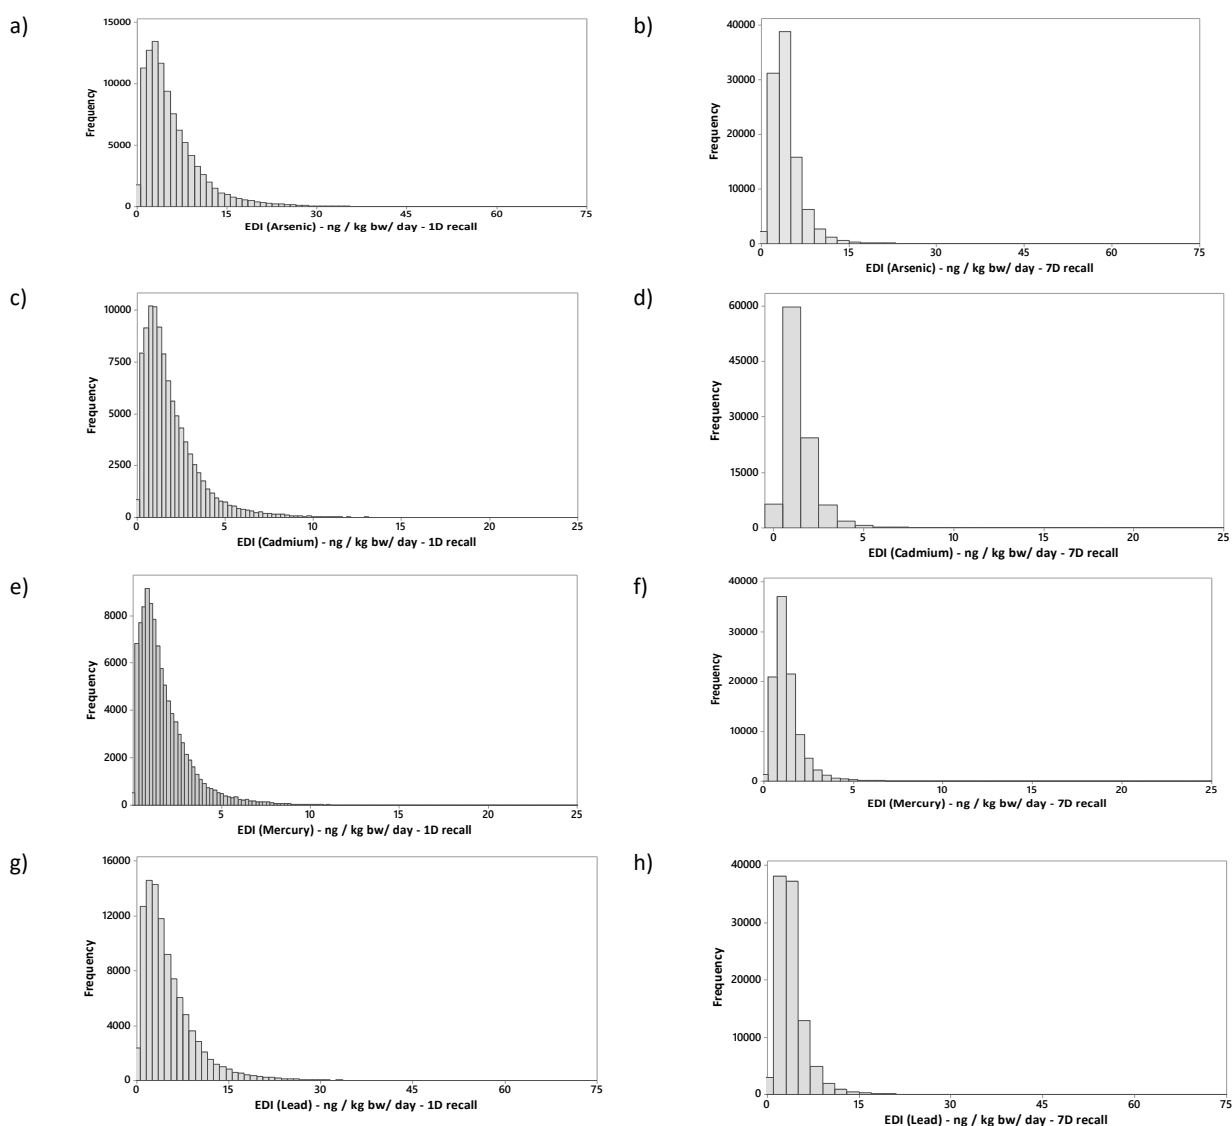 a)
15000
10000
5000
0
Frequency
0 15 30 45 60 75
EDI (Arsenic) - ng / kg bw/ day - 1D recall
b)
40000
30000
20000
10000
0
Frequency
0 15 30 45 60 75
EDI (Arsenic) - ng / kg bw/ day - 7D recall
c)
10000
7500
5000
2500
0
Frequency
0 5 10 15 20 25
EDI (Cadmium) - ng / kg bw/ day - 1D recall
d)
60000
45000
30000
15000
0
Frequency
0 5 10 15 20 25
EDI (Cadmium) - ng / kg bw/ day - 7D recall
e)
8000
6000
4000
2000
0
Frequency
5 10 15 20 25
EDI (Mercury) - ng / kg bw/ day - 1D recall
f)
40000
30000
20000
10000
0
Frequency
0 5 10 15 20 25
EDI (Mercury) - ng / kg bw/ day - 7D recall
g)
16000
12000
8000
4000
0
Frequency
0 15 30 45 60 75
EDI (Lead) - ng / kg bw/ day - 1D recall
h)
40000
30000
20000
10000
0
Frequency
0 15 30 45 60 75
EDI (Lead) - ng / kg bw/ day - 7D recall